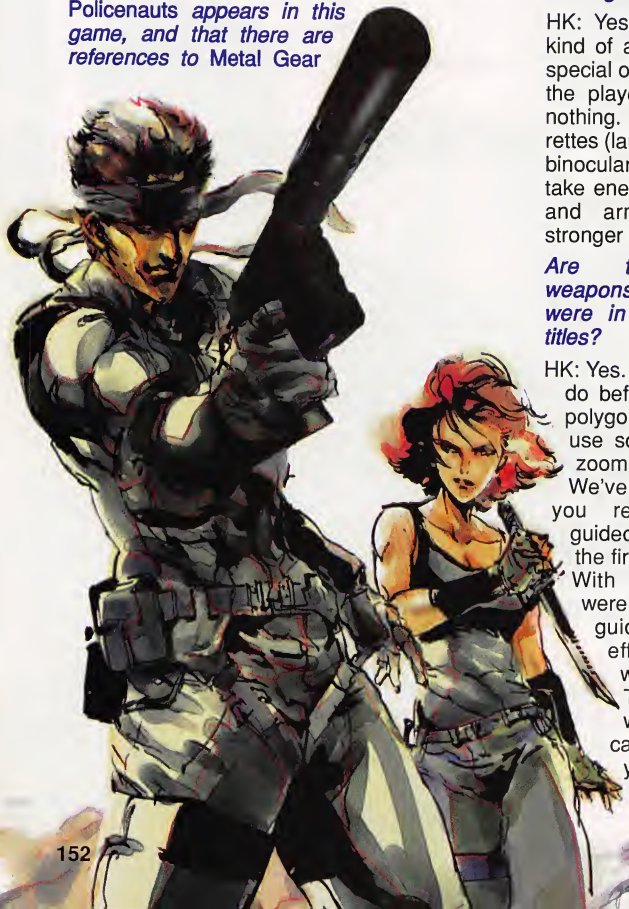 Policenauts appears in this
game, and that there are
references to Metal Gear
HK: Yes
kind of a
special o
the playe
nothing.
rettes (la
binocular
take ene
and arr
stronger
Are t
weapons
were in
titles?
HK: Yes.
do bef
polygo
use so
zoom
We've
you re
guided
the fir
With
were
guid
eff
w
w
ca
y
152